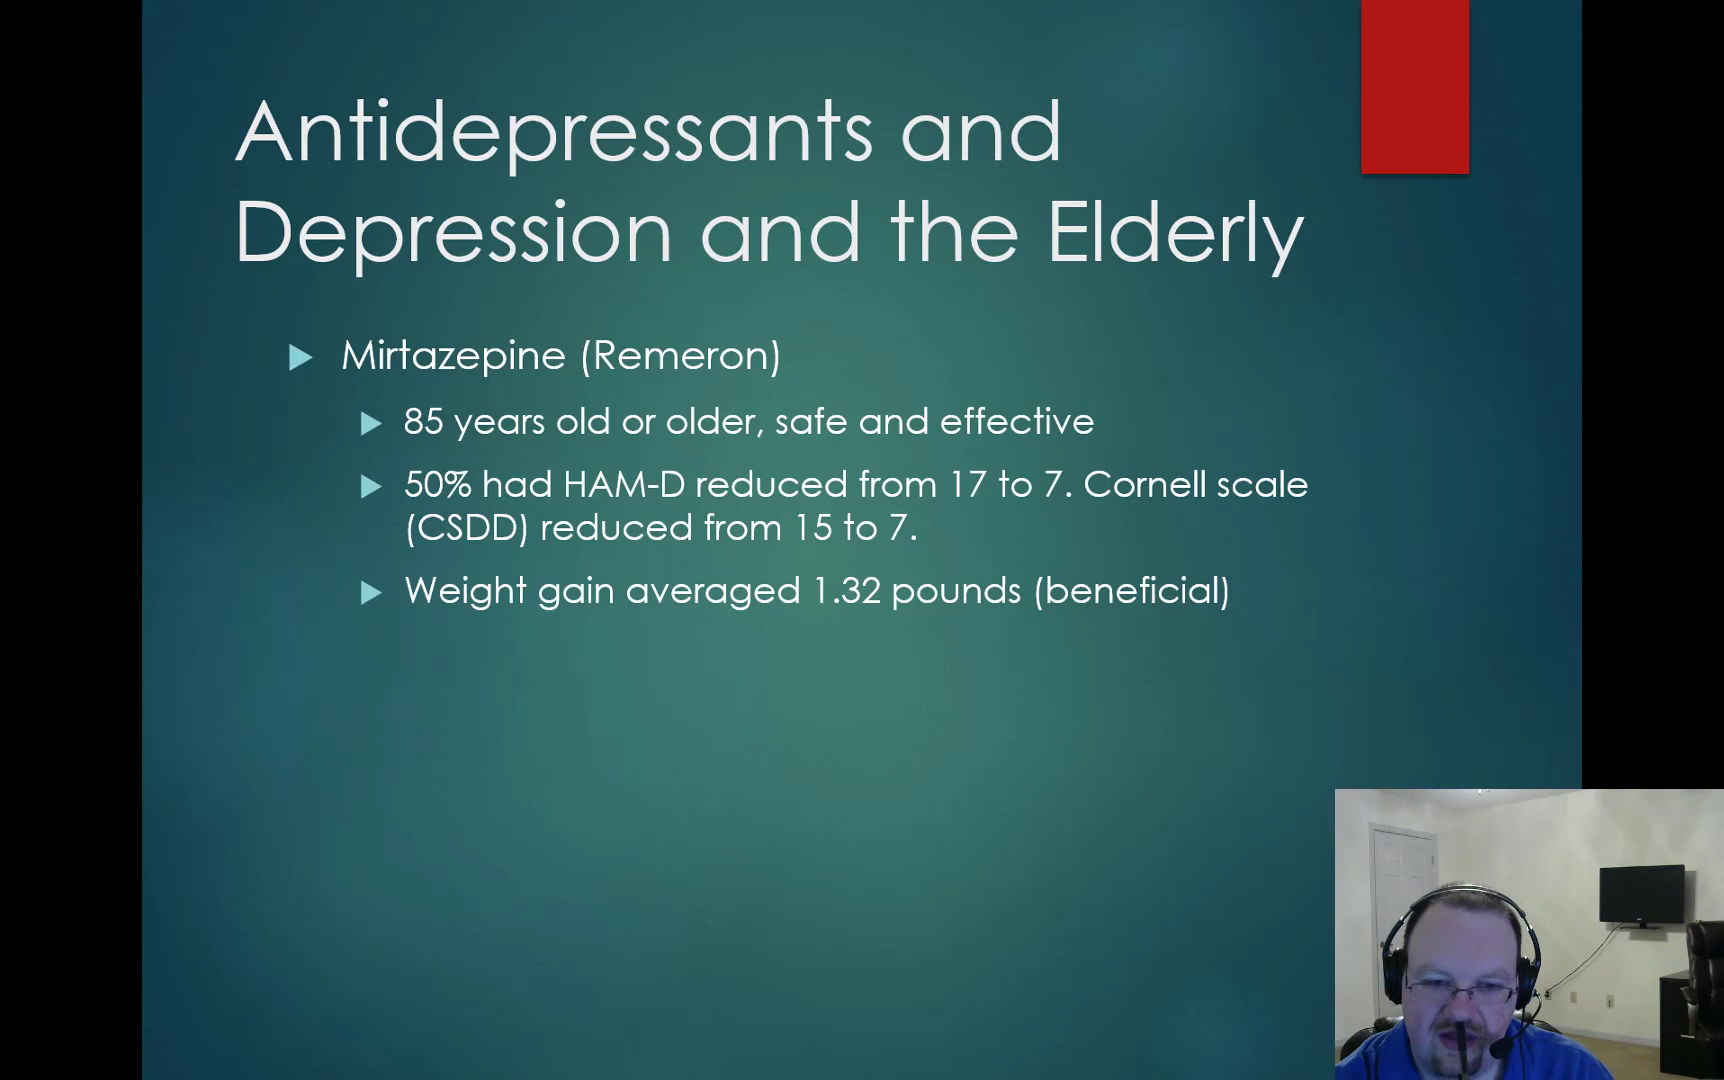 Antidepressants and
Depression and the Elderly
Mirtazepine (Remeron)
85 years old or older, safe and effective
50% had HAM-D reduced from 17 to 7. Cornell scale
(CSDD) reduced from 15 to 7.
Weight gain averaged 1.32 pounds (beneficial)